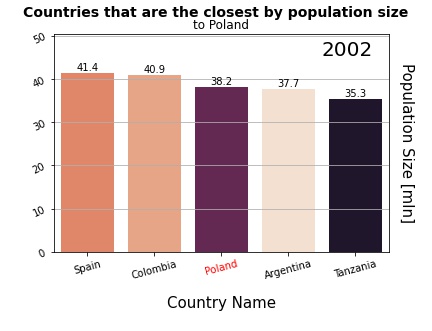 Countries that are the closest by population size
to Poland
2002
50
40
30
20
10
0
41.4
40.9
38.2
37.7
35.3
Spain
Colombia
Poland
Argentina
Tanzania
Country Name
Population Size [mln]